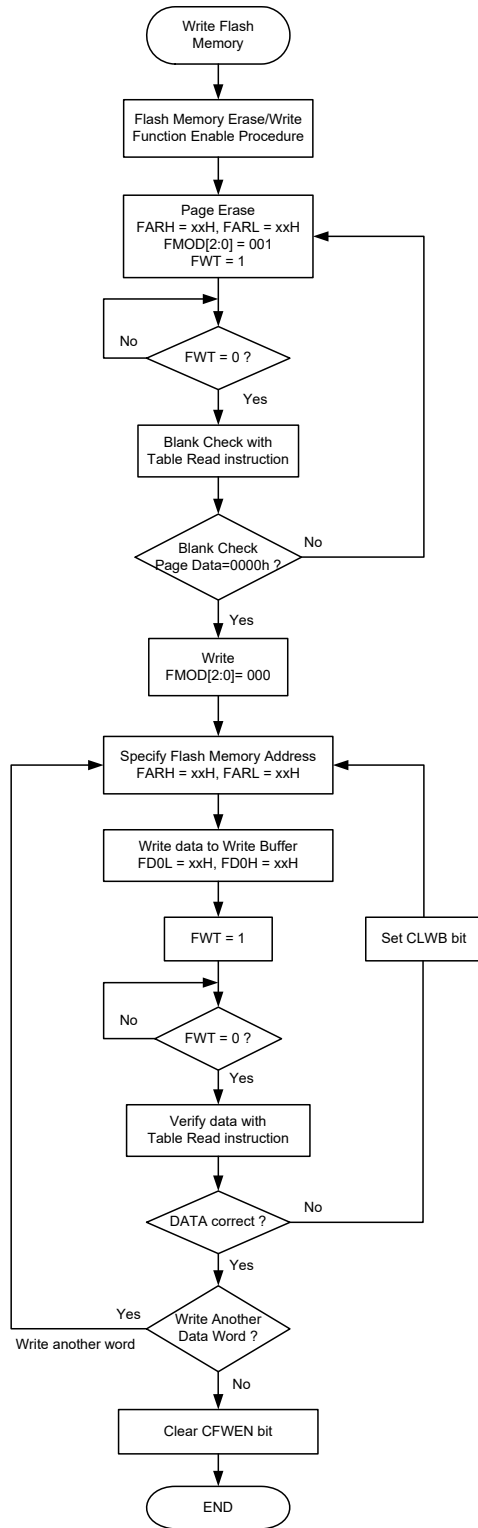 Write Flash
Memory
Flash Memory Erase/Write
Function Enable Procedure
Page Erase
FARH = xxH, FARL = xxH
FMOD[2:0] = 001
FWT = 1
No
FWT = 0 ?
Yes
Blank Check with
Table Read instruction
Blank Check
Page Data=0000h ?
No
Yes
Write
FMOD[2:0]= 000
Specify Flash Memory Address
FARH = xxH, FARL = xxH
Write data to Write Buffer
FD0L = xxH, FD0H = xxH
FWT = 1
Set CLWB bit
No
FWT = 0 ?
Yes
Verify data with
Table Read instruction
DATA correct ?
No
Yes
Yes
Write another word
Write Another
Data Word ?
No
Clear CFWEN bit
END